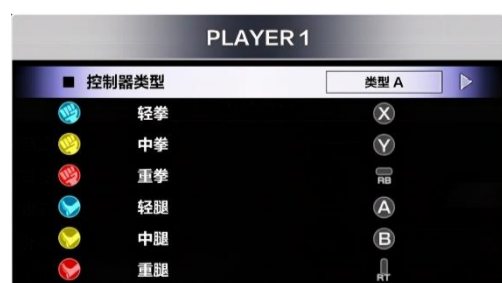 PLAYER 1
控制器类型 类型 A
轻拳 X
中拳 Y
重拳 RB
轻腿 A
中腿 B
重腿 RT